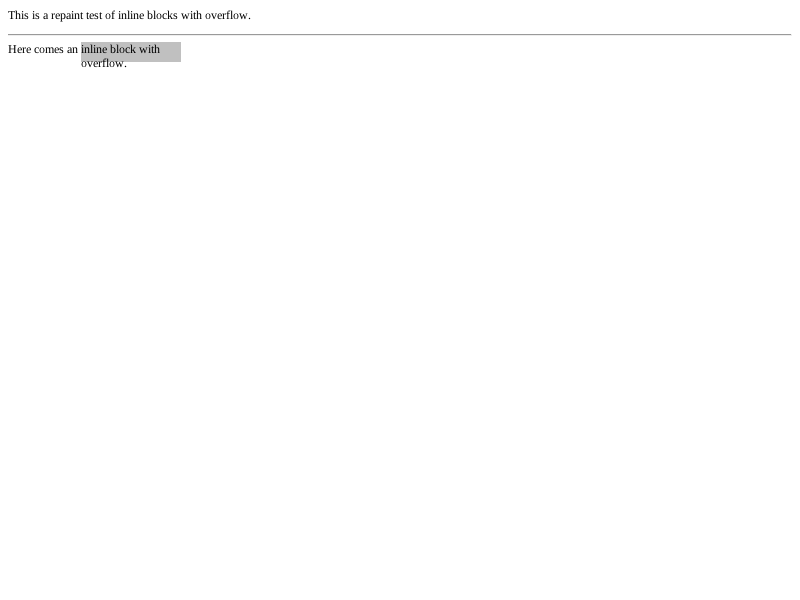 This is a repaint test of inline blocks with overflow.
Here comes an inline block with
overflow.